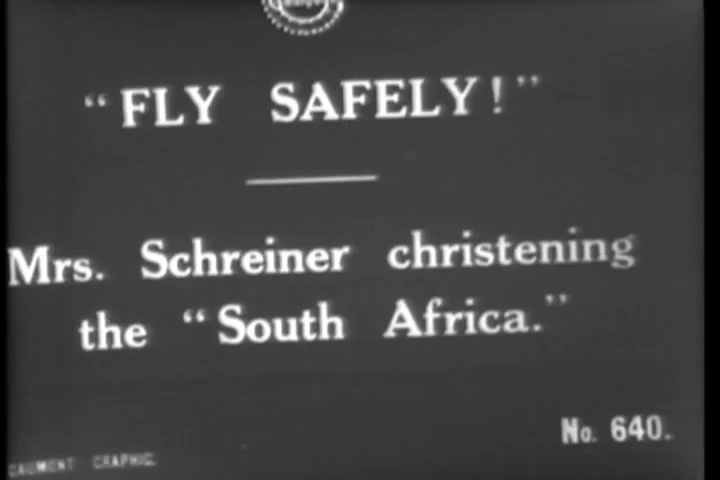 “FLY SAFELY!”
Mrs. Schreiner christening
the “South Africa.”
No. 640.
GAUMONT GRAPHIC